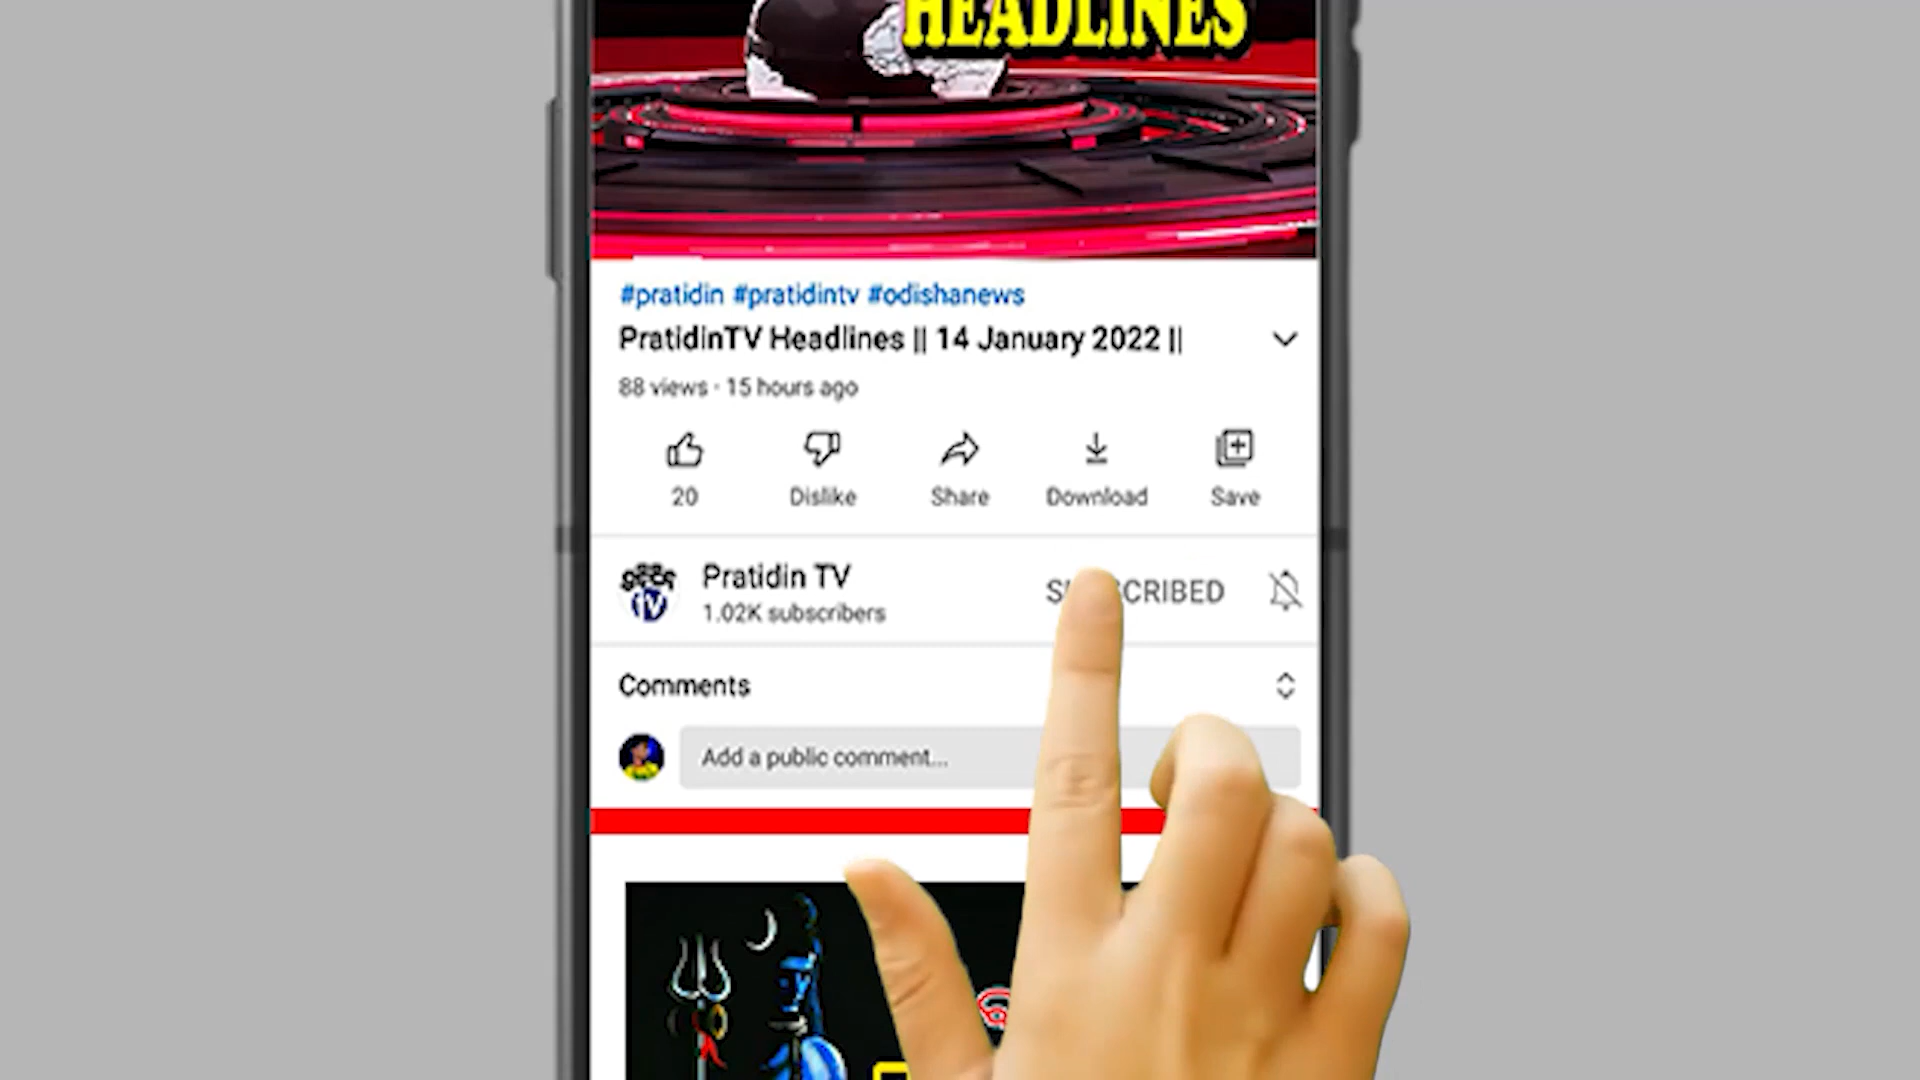 HEADLINES
#pratidin #pratidintv #odishanews
PratidinTV Headlines || 14 January 2022 ||
88 views · 15 hours ago
20
Dislike
Share
Download
Save
Pratidin TV
1.02K subscribers
CRIBED
Comments
Add a public comment...